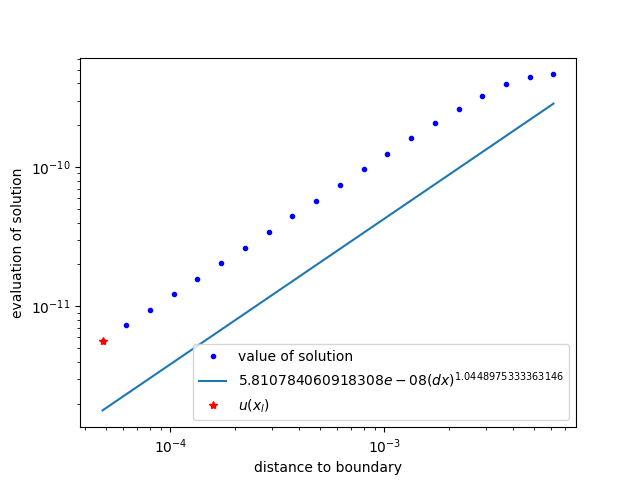 evaluation of solution
10⁻¹⁰
10⁻¹¹
value of solution
5.810784060918308e − 08(dx)^1.0448975333363146
u(x_l)
10⁻⁴ 10⁻³
distance to boundary